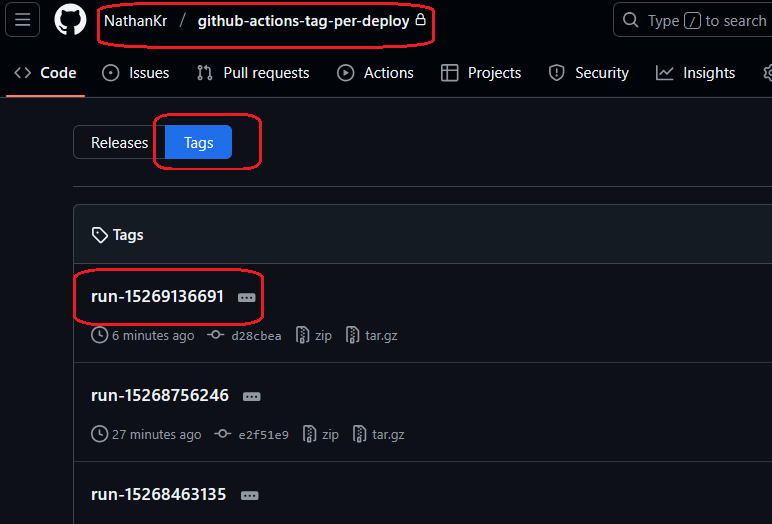 NathanKr / github-actions-tag-per-deploy
Type / to search
Code Issues Pull requests Actions Projects Security Insights
Releases Tags
Tags
run-15269136691
6 minutes ago d28cbea zip tar.gz
run-15268756246
27 minutes ago e2f51e9 zip tar.gz
run-15268463135